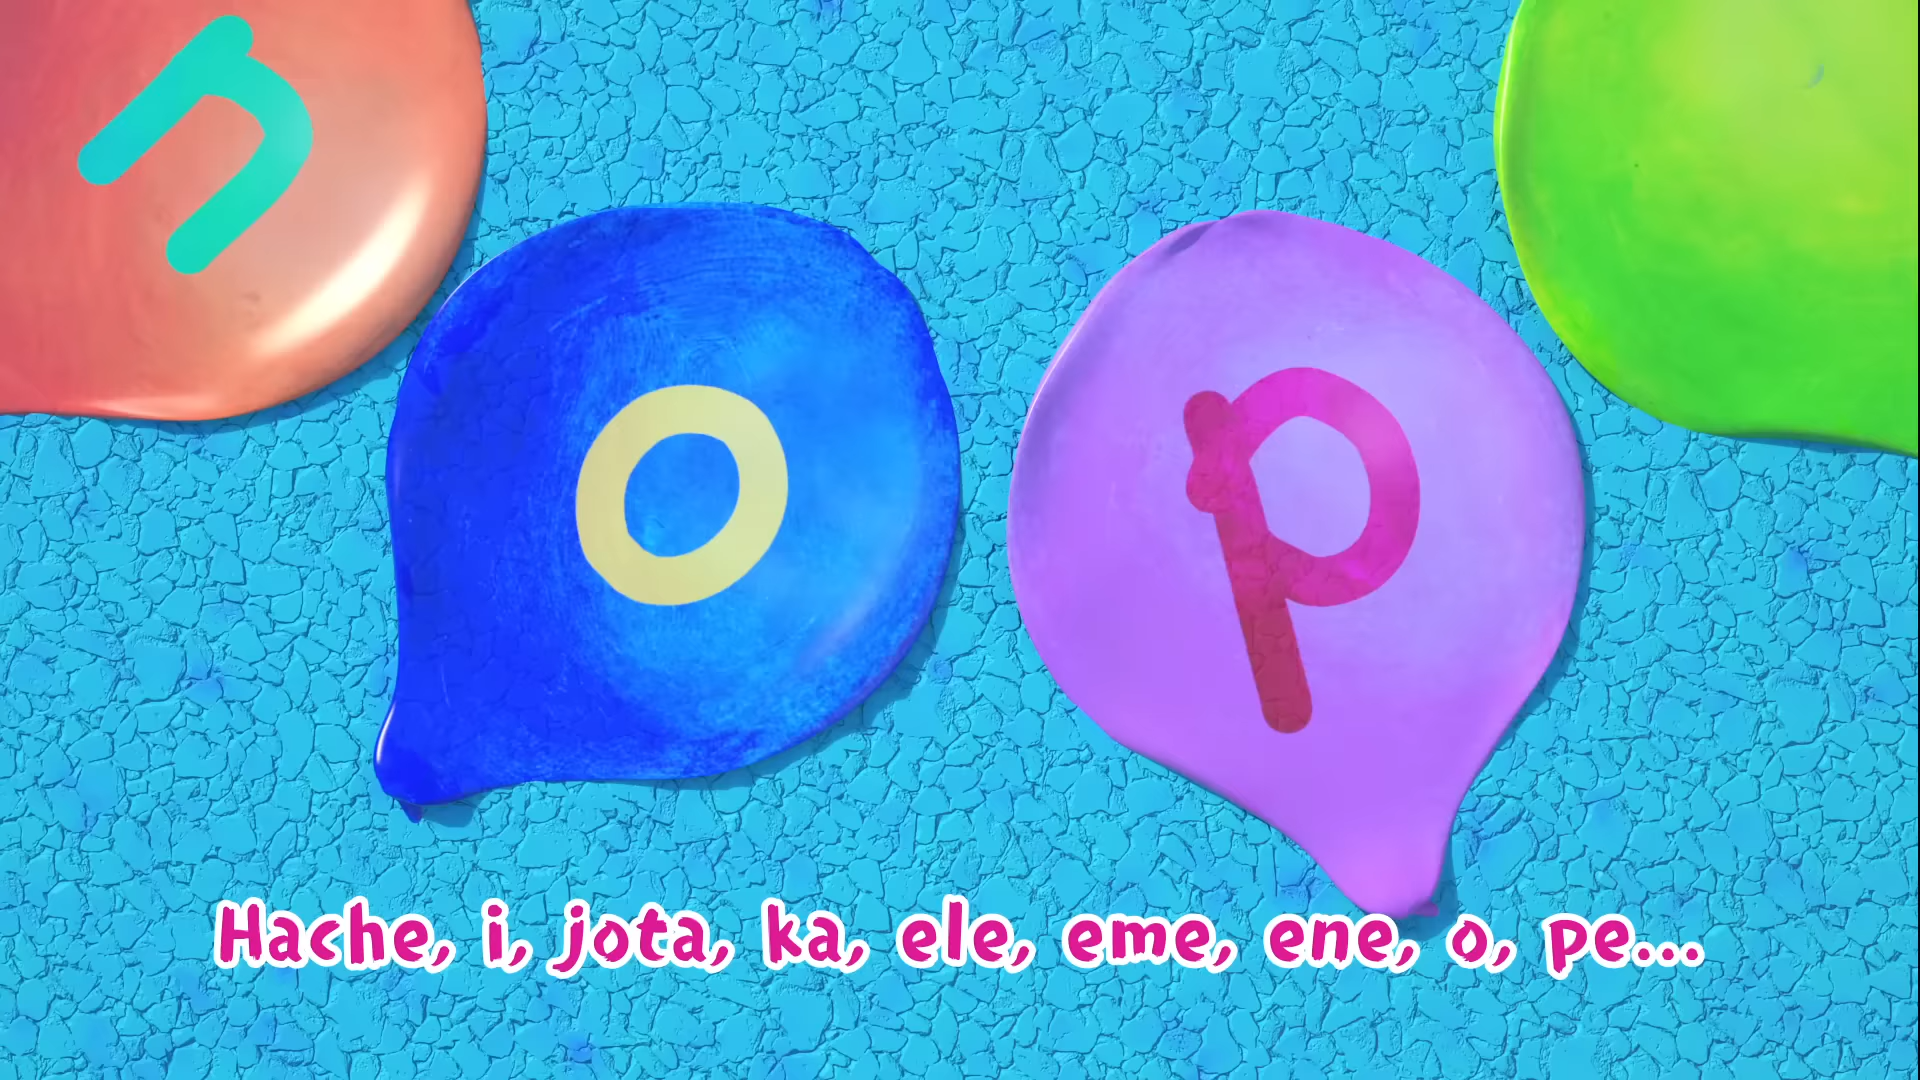 n
o
p
Hache, i, jota, ka, ele, eme, ene, o, pe...